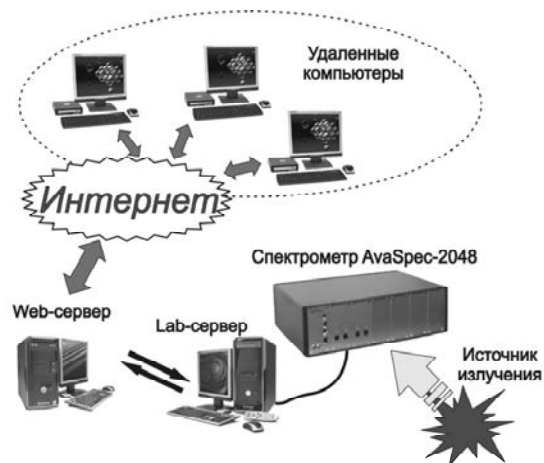 Удаленные
компьютеры
Интернет
Спектрометр AvaSpec-2048
Web-сервер
Lab-сервер
Источник
излучения